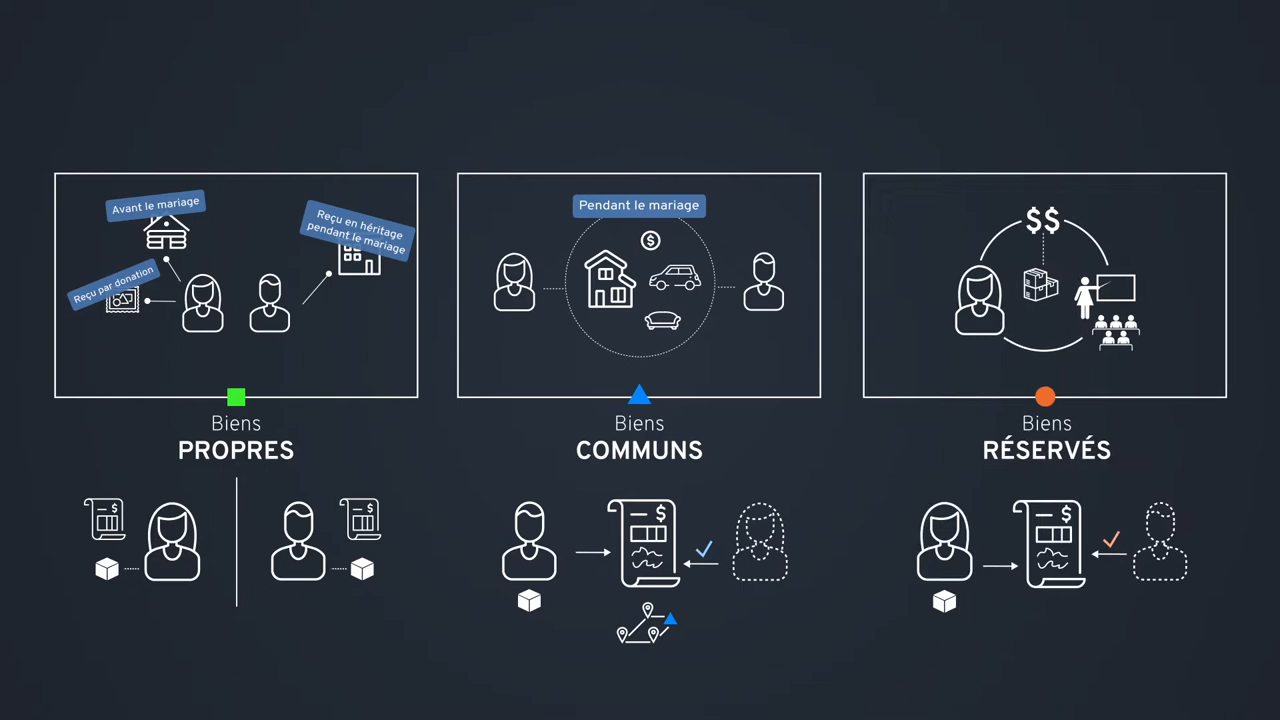 Avant le mariage
Reçu en héritage
pendant le mariage
Reçu par donation
Pendant le mariage
$
$$
Biens
PROPRES
Biens
COMMUNS
Biens
RÉSERVÉS
$
$
$
$